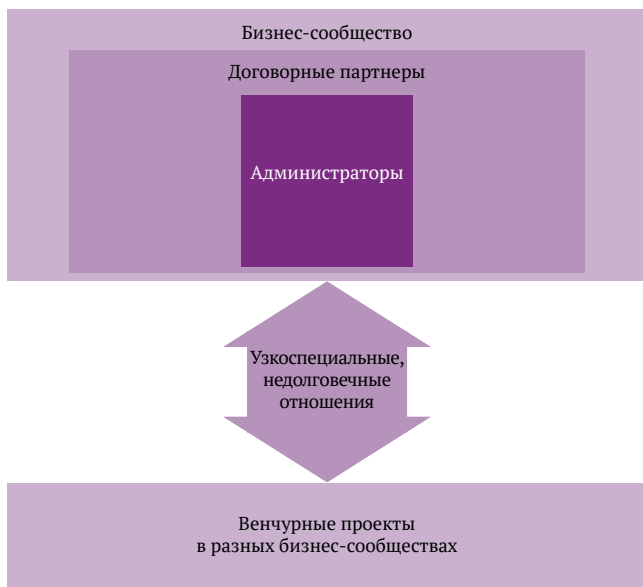 Бизнес-сообщество
Договорные партнеры
Администраторы
Узкоспециальные,
недолговечные
отношения
Венчурные проекты
в разных бизнес-сообществах